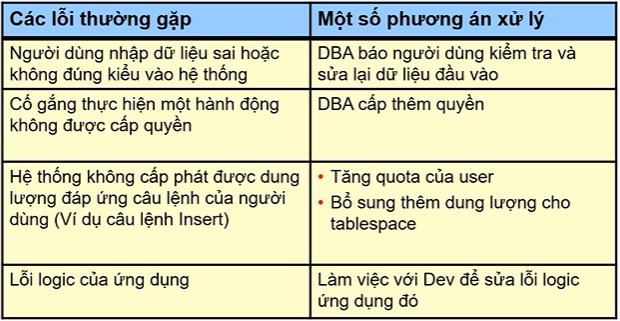 Các lỗi thường gặp
Một số phương án xử lý
Người dùng nhập dữ liệu sai hoặc
không đúng kiểu vào hệ thống
DBA báo người dùng kiểm tra và
sửa lại dữ liệu đầu vào
Cố gắng thực hiện một hành động
không được cấp quyền
DBA cấp thêm quyền
Hệ thống không cấp phát được dung
lượng đáp ứng câu lệnh của người
dùng (Ví dụ câu lệnh Insert)
• Tăng quota của user
• Bổ sung thêm dung lượng cho
tablespace
Lỗi logic của ứng dụng
Làm việc với Dev để sửa lỗi logic
ứng dụng đó